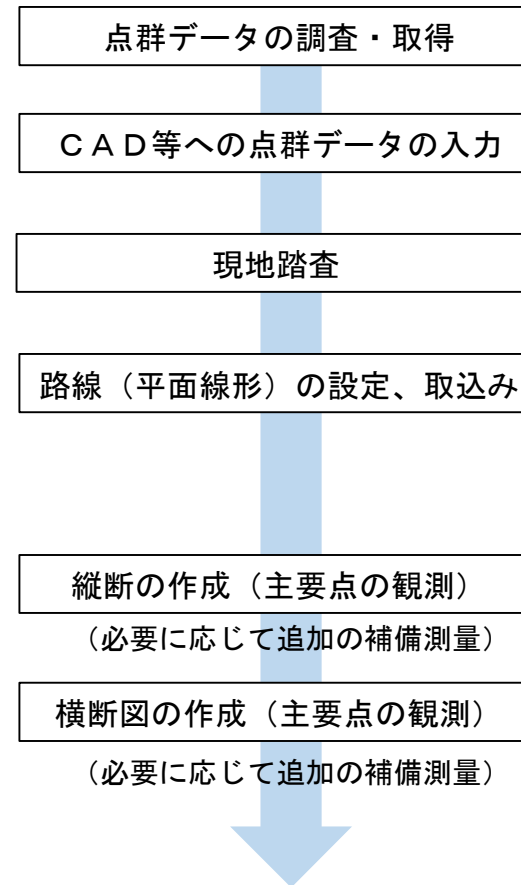 点群データの調査・取得
ＣＡＤ等への点群データの入力
現地踏査
路線（平面線形）の設定、取込み
縦断の作成（主要点の観測）
（必要に応じて追加の補備測量）
横断図の作成（主要点の観測）
（必要に応じて追加の補備測量）